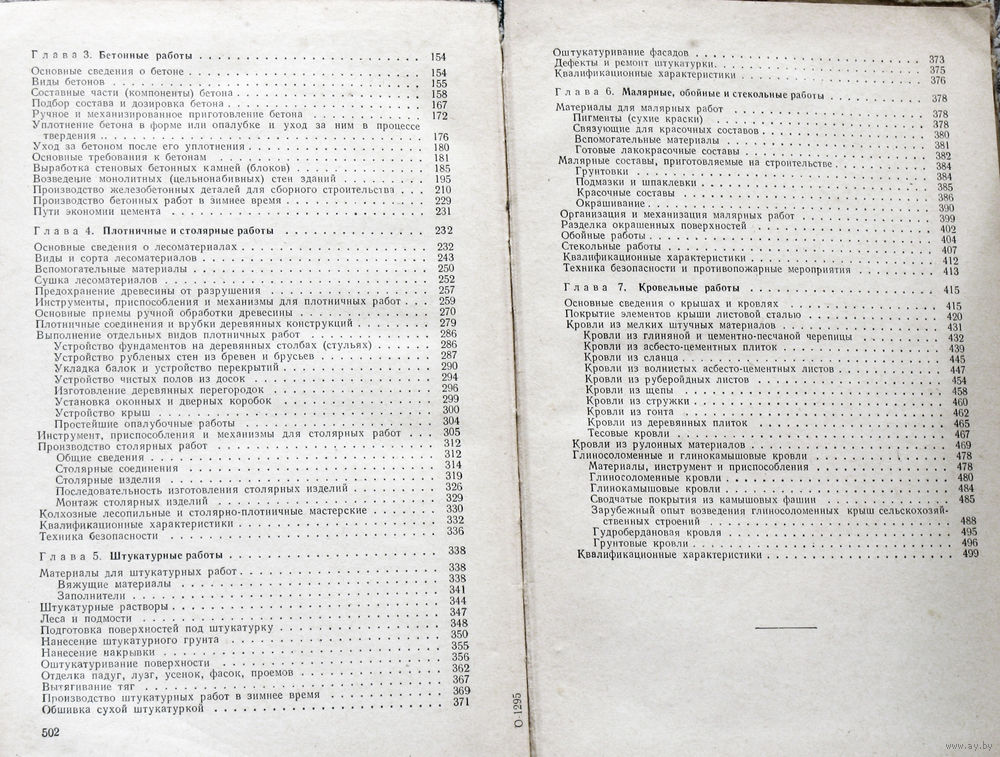 Глава 3. Бетонные работы . . . 154
Основные сведения о бетоне . . . 154
Виды бетонов . . . 155
Составные части (компоненты) бетона . . . 158
Подбор состава и дозировка бетона . . . 167
Ручное и механизированное приготовление бетона . . . 172
Уплотнение бетона в форме или опалубке и уход за ним в процессе
твердения . . . 176
Уход за бетоном после его уплотнения . . . 180
Основные требования к бетонам . . . 181
Выработка стеновых бетонных камней (блоков) . . . 185
Возведение монолитных (цельнонабивных) стен зданий . . . 195
Производство железобетонных деталей для сборного строительства . . . 210
Производство бетонных работ в зимнее время . . . 229
Пути экономии цемента . . . 231
Глава 4. Плотничные и столярные работы . . . 232
Основные сведения о лесоматериалах . . . 232
Виды и сорта лесоматериалов . . . 243
Вспомогательные материалы . . . 250
Сушка лесоматериалов . . . 252
Предохранение древесины от разрушения . . . 257
Инструменты, приспособления и механизмы для плотничных работ . . . 259
Основные приемы ручной обработки древесины . . . 270
Плотничные соединения и врубки деревянных конструкций . . . 279
Выполнение отдельных видов плотничных работ . . . 286
Устройство фундаментов на деревянных столбах (стульях) . . . 286
Устройство рубленых стен из бревен и брусьев . . . 287
Укладка балок и устройство перекрытий . . . 290
Устройство чистых полов из досок . . . 294
Изготовление деревянных перегородок . . . 296
Установка оконных и дверных коробок . . . 299
Устройство крыш . . . 300
Простейшие опалубочные работы . . . 304
Инструмент, приспособления и механизмы для столярных работ . . . 305
Производство столярных работ . . . 312
Общие сведения . . . 312
Столярные соединения . . . 314
Столярные изделия . . . 319
Последовательность изготовления столярных изделий . . . 326
Монтаж столярных изделий . . . 329
Колхозные лесопильные и столярно-плотничные мастерские . . . 330
Квалификационные характеристики . . . 332
Техника безопасности . . . 336
Глава 5. Штукатурные работы . . . 338
Материалы для штукатурных работ . . . 338
Вяжущие материалы . . . 338
Заполнители . . . 341
Штукатурные растворы . . . 344
Леса и подмости . . . 347
Подготовка поверхностей под штукатурку . . . 348
Нанесение штукатурного грунта . . . 350
Нанесение накрывки . . . 355
Оштукатуривание поверхности . . . 356
Отделка падуг, лузг, усенок, фасок, проемов . . . 362
Вытягивание тяг . . . 367
Производство штукатурных работ в зимнее время . . . 369
Обшивка сухой штукатуркой . . . 371
502
О-1295
Оштукатуривание фасадов . . . 373
Дефекты и ремонт штукатурки . . . 375
Квалификационные характеристики . . . 376
Глава 6. Малярные, обойные и стекольные работы . . . 378
Материалы для малярных работ . . . 378
Пигменты (сухие краски) . . . 378
Связующие для красочных составов . . . 380
Вспомогательные материалы . . . 381
Готовые лакокрасочные составы . . . 382
Малярные составы, приготовляемые на строительстве . . . 384
Грунтовки . . . 384
Подмазки и шпаклевки . . . 385
Красочные составы . . . 386
Окрашивание . . . 390
Организация и механизация малярных работ . . . 399
Разделка окрашенных поверхностей . . . 402
Обойные работы . . . 404
Стекольные работы . . . 407
Квалификационные характеристики . . . 412
Техника безопасности и противопожарные мероприятия . . . 413
Глава 7. Кровельные работы . . . 415
Основные сведения о крышах и кровлях . . . 415
Покрытие элементов крыши листовой сталью . . . 420
Кровли из мелких штучных материалов . . . 431
Кровли из глиняной и цементно-песчаной черепицы . . . 432
Кровли из асбесто-цементных плиток . . . 439
Кровли из сланца . . . 445
Кровли из волнистых асбесто-цементных листов . . . 447
Кровли из руберойдных листов . . . 454
Кровли из щепы . . . 458
Кровли из стружки . . . 460
Кровли из гонта . . . 462
Кровли из деревянных плиток . . . 465
Тесовые кровли . . . 467
Кровли из рулонных материалов . . . 469
Глиносоломенные и глинокамышовые кровли . . . 478
Материалы, инструмент и приспособления . . . 478
Глиносоломенные кровли . . . 480
Глинокамышовые кровли . . . 484
Сводчатые покрытия из камышовых фашин . . . 485
Зарубежный опыт возведения глиносоломенных крыш сельскохозяй-
ственных строений . . . 488
Гудробердановая кровля . . . 495
Грунтовые кровли . . . 496
Квалификационные характеристики . . . 499
www.ay.by